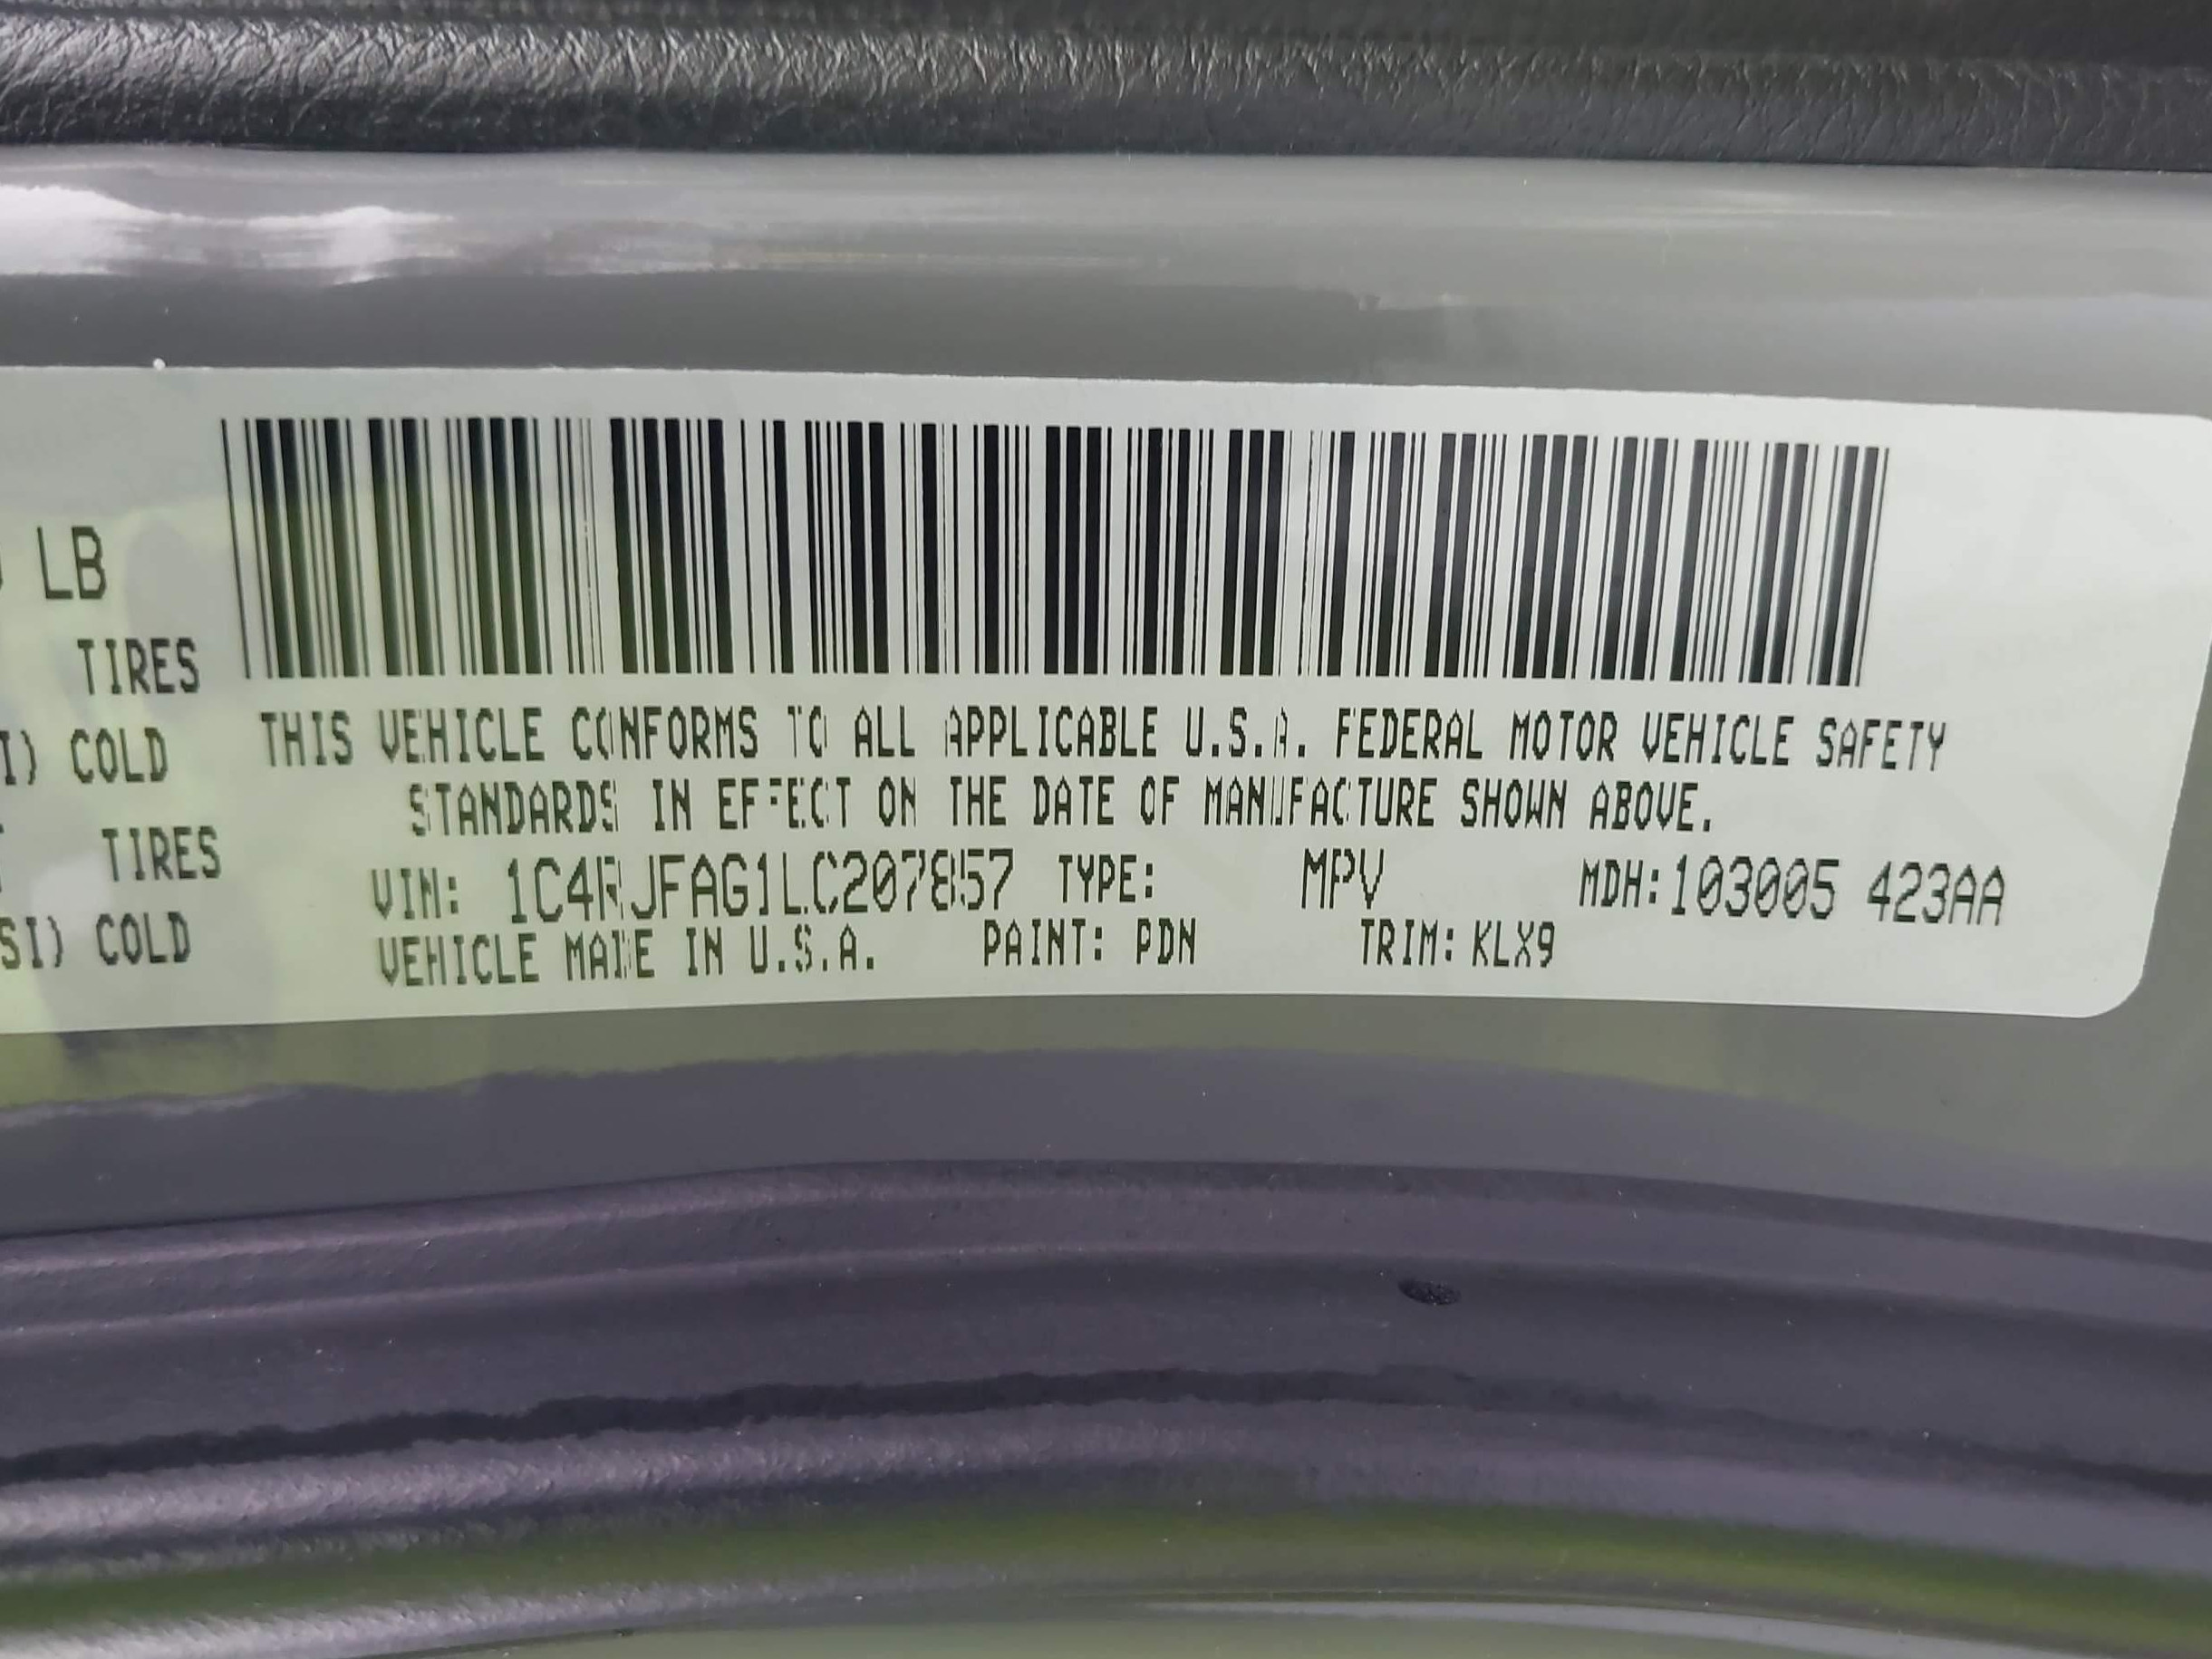 LB
TIRES
I) COLD
TIRES
SI) COLD
THIS VEHICLE CONFORMS TO ALL APPLICABLE U.S.A. FEDERAL MOTOR VEHICLE SAFETY
STANDARDS IN EFFECT ON THE DATE OF MANUFACTURE SHOWN ABOVE.
VIN: 1C4RJFAG1LC207857 TYPE: MPV MDH:103005 423AA
VEHICLE MADE IN U.S.A. PAINT: PDN TRIM: KLX9